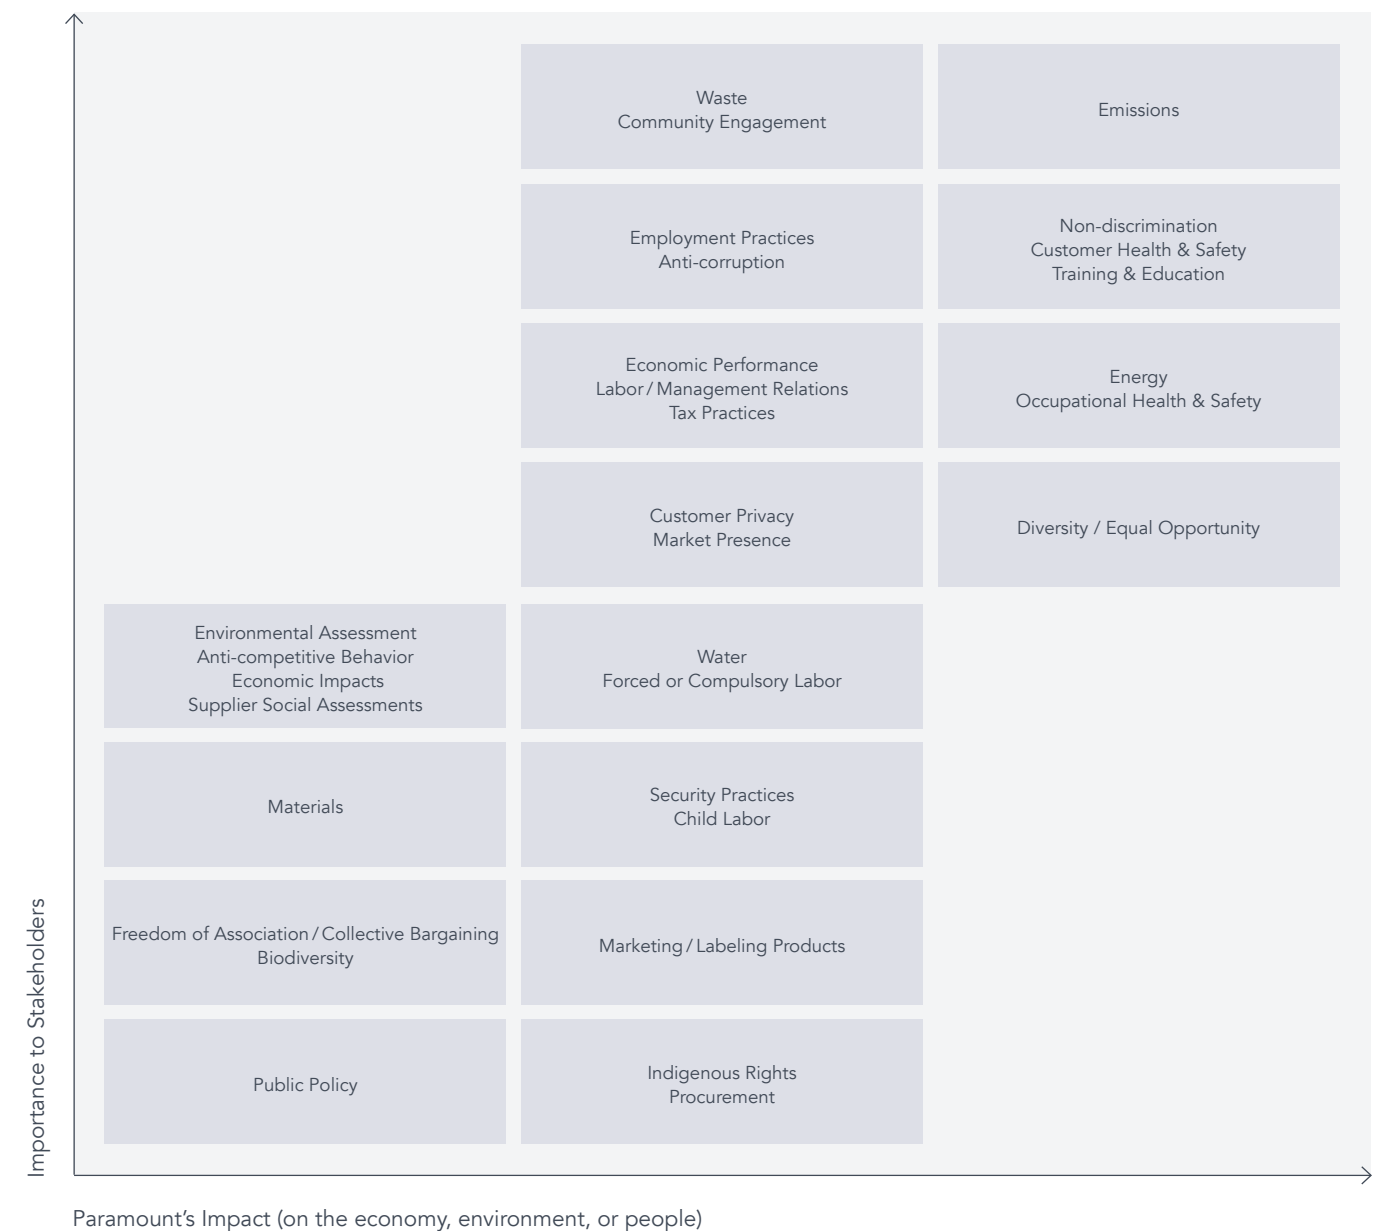 Waste
Community Engagement
Emissions
Employment Practices
Anti-corruption
Non-discrimination
Customer Health & Safety
Training & Education
Economic Performance
Labor / Management Relations
Tax Practices
Energy
Occupational Health & Safety
Customer Privacy
Market Presence
Diversity / Equal Opportunity
Environmental Assessment
Anti-competitive Behavior
Economic Impacts
Supplier Social Assessments
Water
Forced or Compulsory Labor
Materials
Security Practices
Child Labor
Freedom of Association / Collective Bargaining
Biodiversity
Marketing / Labeling Products
Public Policy
Indigenous Rights
Procurement
Importance to Stakeholders
Paramount’s Impact (on the economy, environment, or people)